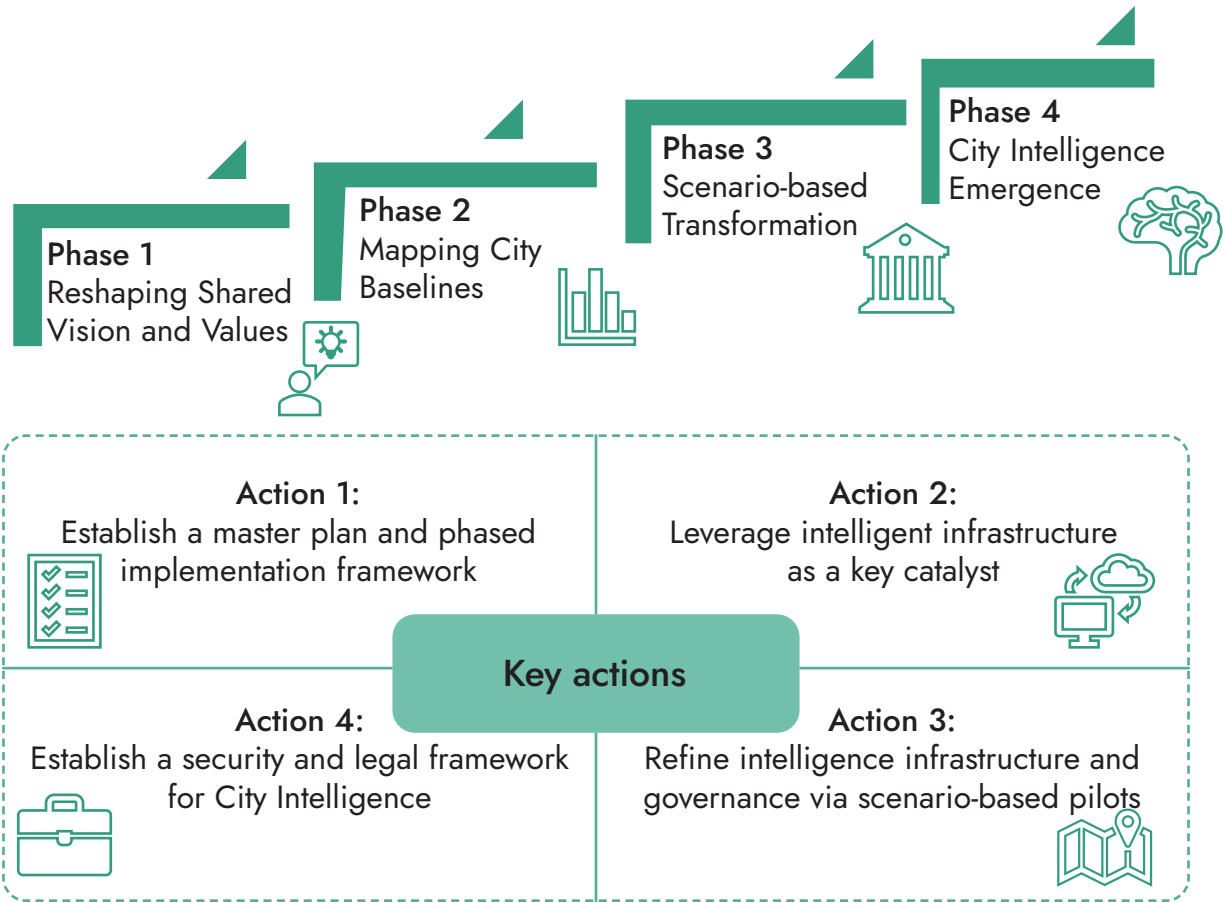 Phase 1
Reshaping Shared
Vision and Values
Phase 2
Mapping City
Baselines
Phase 3
Scenario-based
Transformation
Phase 4
City Intelligence
Emergence
Action 1:
Establish a master plan and phased
implementation framework
Action 2:
Leverage intelligent infrastructure
as a key catalyst
Key actions
Action 4:
Establish a security and legal framework
for City Intelligence
Action 3:
Refine intelligence infrastructure and
governance via scenario-based pilots